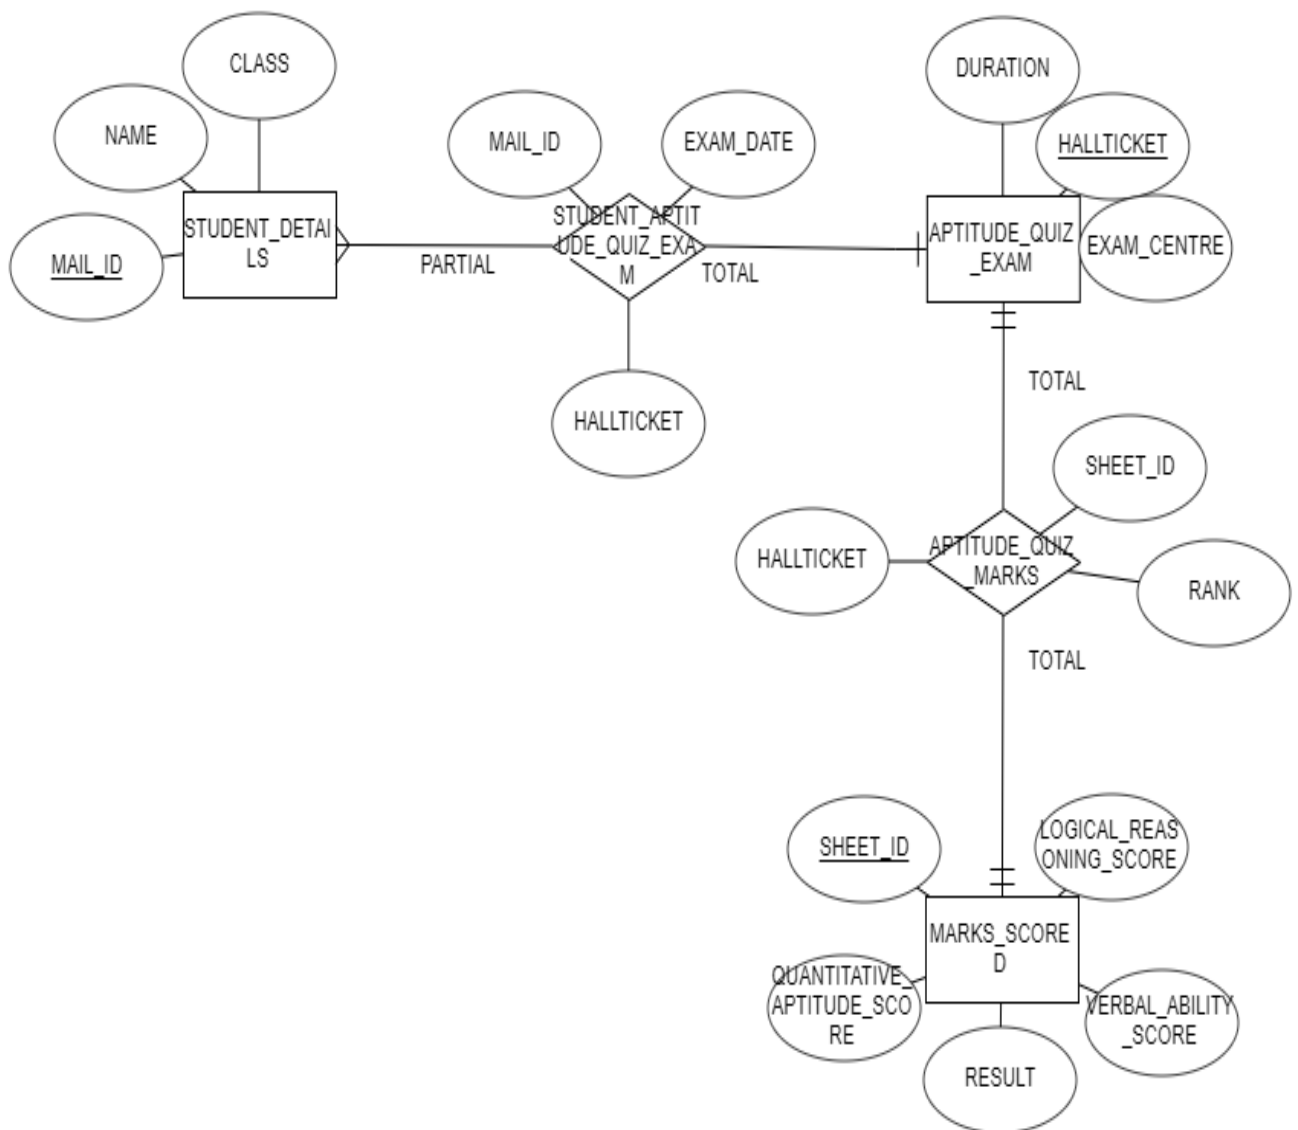 CLASS
NAME
MAIL_ID
STUDENT_DETAI
LS
PARTIAL
MAIL_ID
EXAM_DATE
STUDENT_APTIT
UDE_QUIZ_EXA
M
TOTAL
HALLTICKET
DURATION
HALLTICKET
EXAM_CENTRE
APTITUDE_QUIZ
_EXAM
TOTAL
SHEET_ID
HALLTICKET
APTITUDE_QUIZ
_MARKS
RANK
TOTAL
SHEET_ID
LOGICAL_REAS
ONING_SCORE
MARKS_SCORE
D
QUANTITATIVE_
APTITUDE_SCO
RE
VERBAL_ABILITY
_SCORE
RESULT